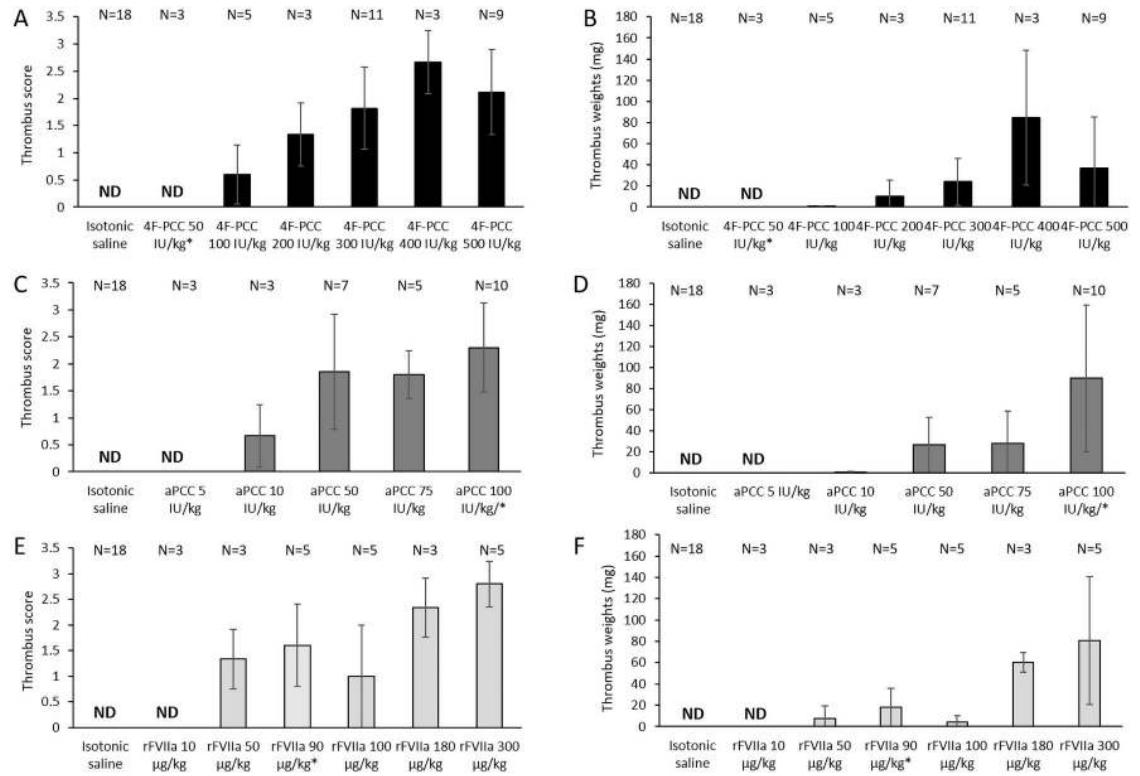 A
N=18 N=3 N=5 N=3 N=11 N=3 N=9
Thrombus score
3.5
3
2.5
2
1.5
1
0.5
0
ND ND
Isotonic saline
4F-PCC 50 IU/kg*
4F-PCC 100 IU/kg
4F-PCC 200 IU/kg
4F-PCC 300 IU/kg
4F-PCC 400 IU/kg
4F-PCC 500 IU/kg
B
N=18 N=3 N=5 N=3 N=11 N=3 N=9
Thrombus weights (mg)
180
160
140
120
100
80
60
40
20
0
ND ND
Isotonic saline
4F-PCC 50 IU/kg*
4F-PCC 100 IU/kg
4F-PCC 200 IU/kg
4F-PCC 300 IU/kg
4F-PCC 400 IU/kg
4F-PCC 500 IU/kg
C
N=18 N=3 N=3 N=7 N=5 N=10
Thrombus score
3.5
3
2.5
2
1.5
1
0.5
0
ND ND
Isotonic saline
aPCC 5 IU/kg
aPCC 10 IU/kg
aPCC 50 IU/kg
aPCC 75 IU/kg
aPCC 100 IU/kg/*
D
N=18 N=3 N=3 N=7 N=5 N=10
Thrombus weights (mg)
180
160
140
120
100
80
60
40
20
0
ND ND
Isotonic saline
aPCC 5 IU/kg
aPCC 10 IU/kg
aPCC 50 IU/kg
aPCC 75 IU/kg
aPCC 100 IU/kg/*
E
N=18 N=3 N=3 N=5 N=5 N=3 N=5
Thrombus score
3.5
3
2.5
2
1.5
1
0.5
0
ND ND
Isotonic saline
rFVIIa 10 µg/kg
rFVIIa 50 µg/kg
rFVIIa 90 µg/kg*
rFVIIa 100 µg/kg
rFVIIa 180 µg/kg
rFVIIa 300 µg/kg
F
N=18 N=3 N=3 N=5 N=5 N=3 N=5
Thrombus weights (mg)
180
160
140
120
100
80
60
40
20
0
ND ND
Isotonic saline
rFVIIa 10 µg/kg
rFVIIa 50 µg/kg
rFVIIa 90 µg/kg*
rFVIIa 100 µg/kg
rFVIIa 180 µg/kg
rFVIIa 300 µg/kg